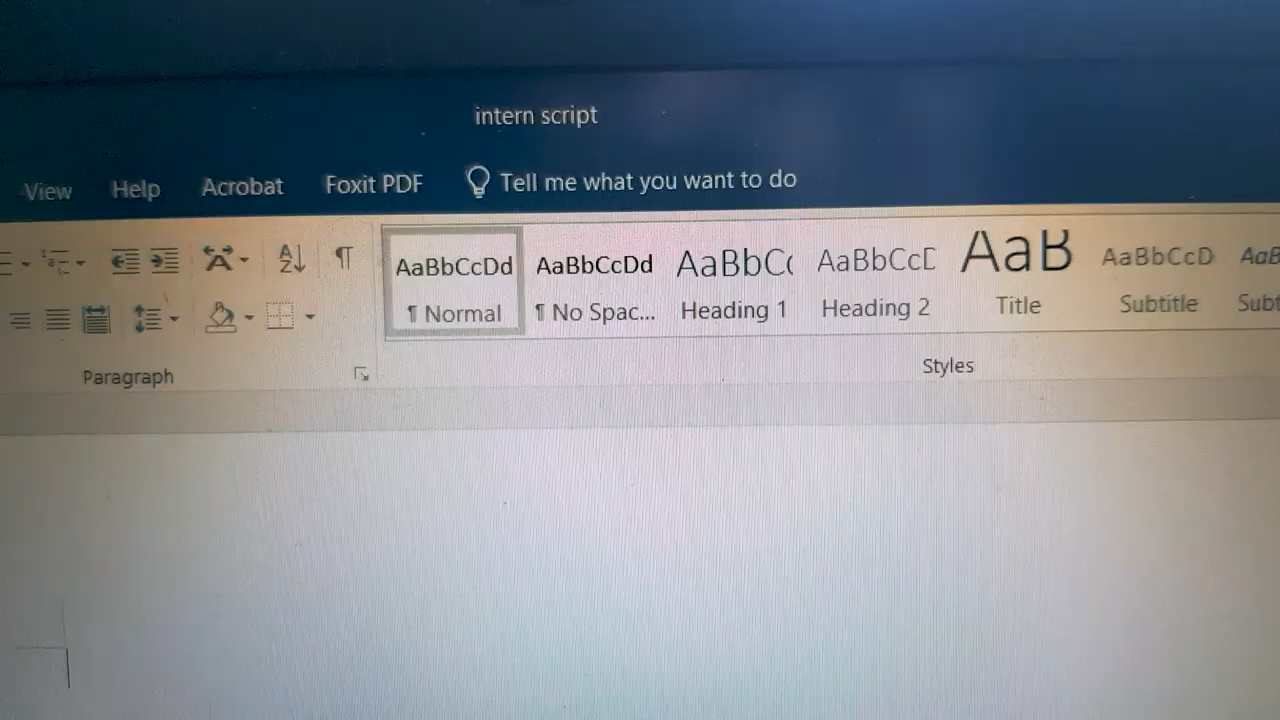 intern script
View Help Acrobat Foxit PDF Tell me what you want to do
AaBbCcDd AaBbCcDd AaBbC AaBbCc AaB AaBbCcD
¶ Normal ¶ No Spac... Heading 1 Heading 2 Title Subtitle
Paragraph Styles